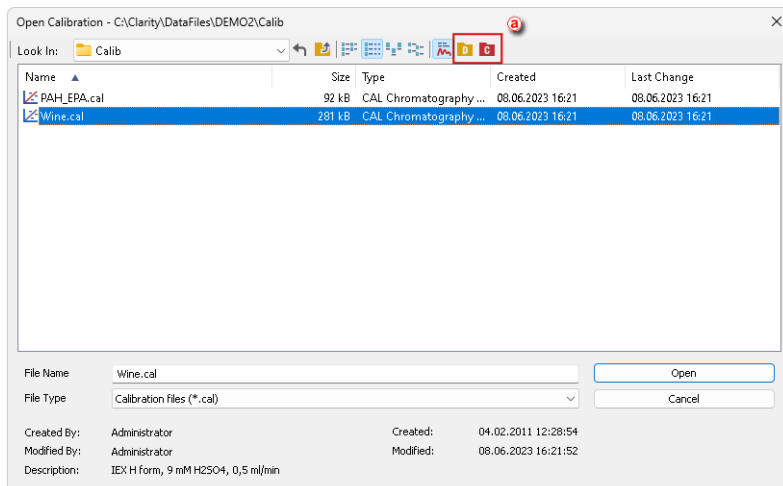 Open Calibration - C:\Clarity\DataFiles\DEMO2\Calib
a
Look In: Calib D C
Name Size Type Created Last Change
PAH_EPA.cal 92 kB CAL Chromatography ... 08.06.2023 16:21 08.06.2023 16:21
Wine.cal 281 kB CAL Chromatography ... 08.06.2023 16:21 08.06.2023 16:21
File Name Wine.cal Open
File Type Calibration files (*.cal) Cancel
Created By: Administrator Created: 04.02.2011 12:28:54
Modified By: Administrator Modified: 08.06.2023 16:21:52
Description: IEX H form, 9 mM H2SO4, 0,5 ml/min